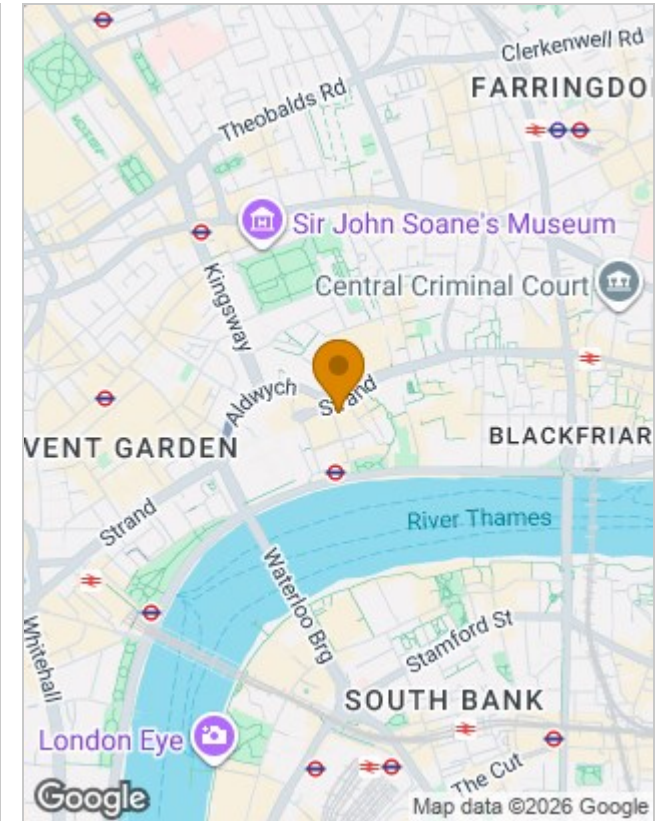 Clerkenwell Rd
FARRINGDO
Theobalds Rd
Sir John Soane's Museum
Central Criminal Court
Kingsway
Aldwych
Strand
VENT GARDEN
BLACKFRIAR
River Thames
Strand
Waterloo Brg
Stamford St
Whitehall
SOUTH BANK
London Eye
The Cut
Google
Map data ©2026 Google